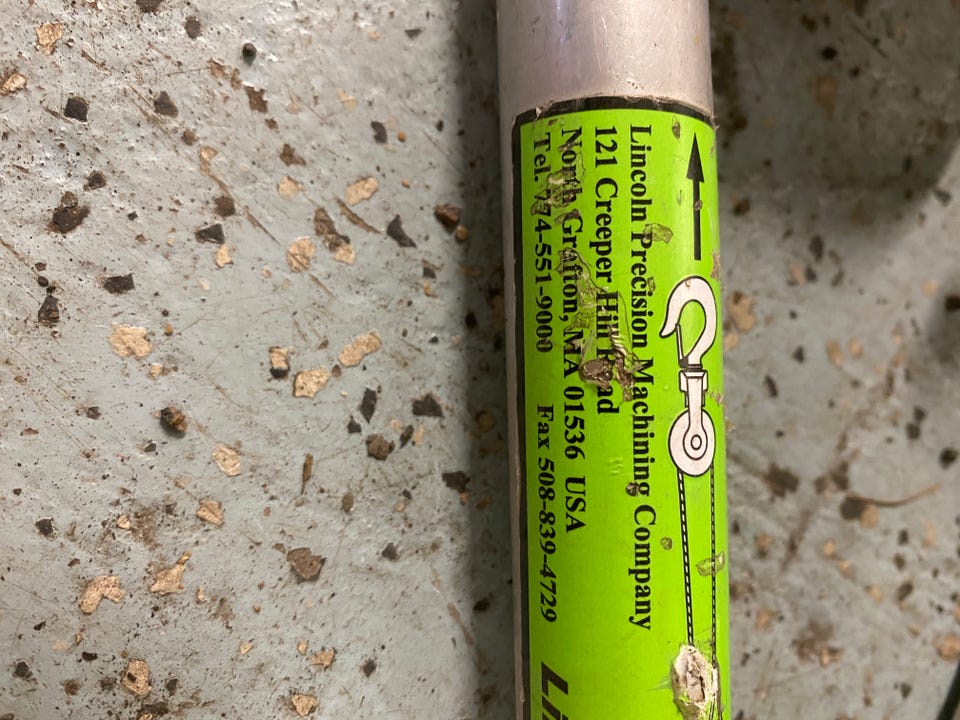 Lincoln Precision Machining Company
121 Creeper Hill Road
North Grafton, MA 01536 USA
Tel. 774-551-9000 Fax 508-839-4729